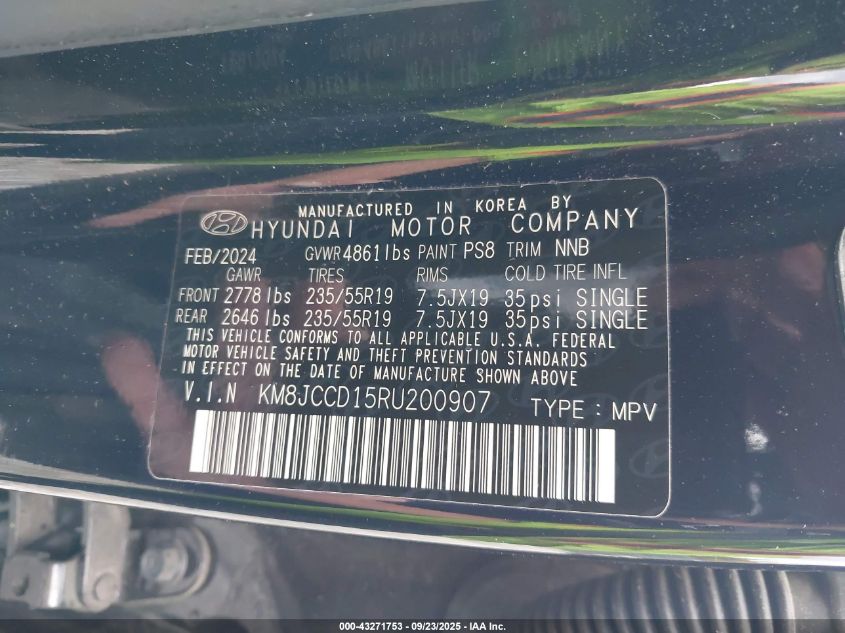 MANUFACTURED IN KOREA BY
HYUNDAI MOTOR COMPANY
FEB/2024 GVWR 4861lbs PAINT PS8 TRIM NNB
GAWR TIRES RIMS COLD TIRE INFL
FRONT 2778 lbs 235/55R19 7.5JX19 35psi SINGLE
REAR 2646 lbs 235/55R19 7.5JX19 35psi SINGLE
THIS VEHICLE CONFORMS TO ALL APPLICABLE U.S.A. FEDERAL
MOTOR VEHICLE SAFETY AND THEFT PREVENTION STANDARDS
IN EFFECT ON THE DATE OF MANUFACTURE SHOWN ABOVE
V.I.N KM8JCCD15RU200907 TYPE : MPV
000-43271753 - 09/23/2025 - IAA Inc.